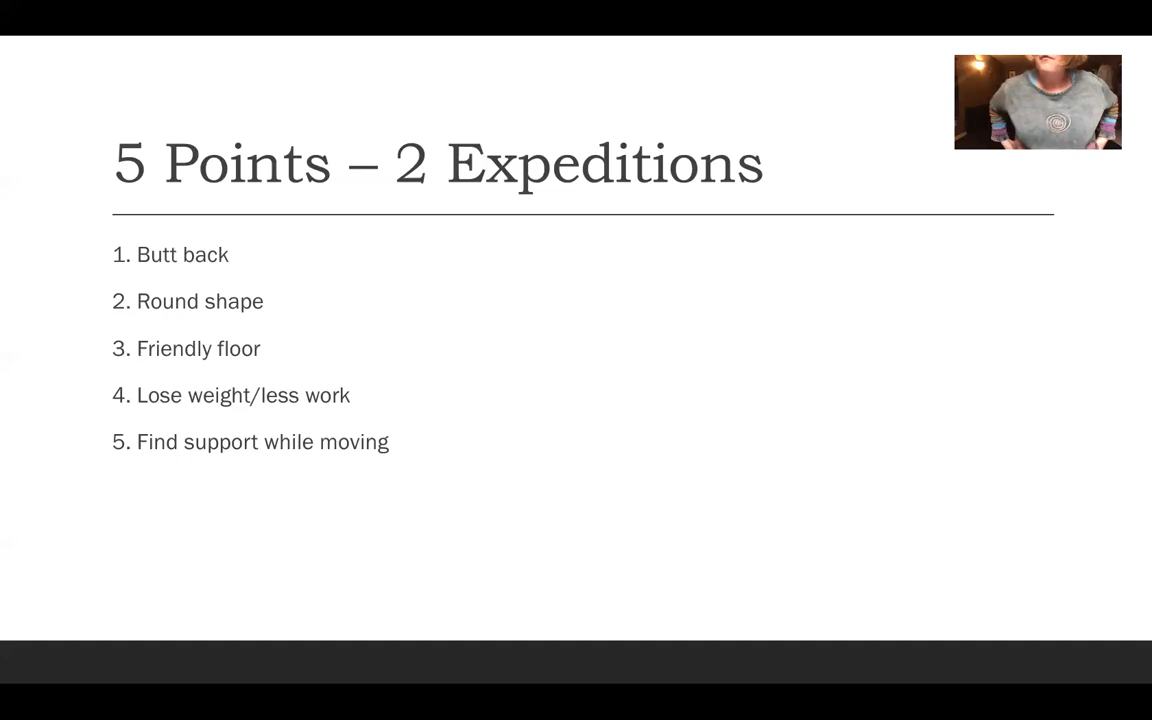 5 Points – 2 Expeditions
1. Butt back
2. Round shape
3. Friendly floor
4. Lose weight/less work
5. Find support while moving